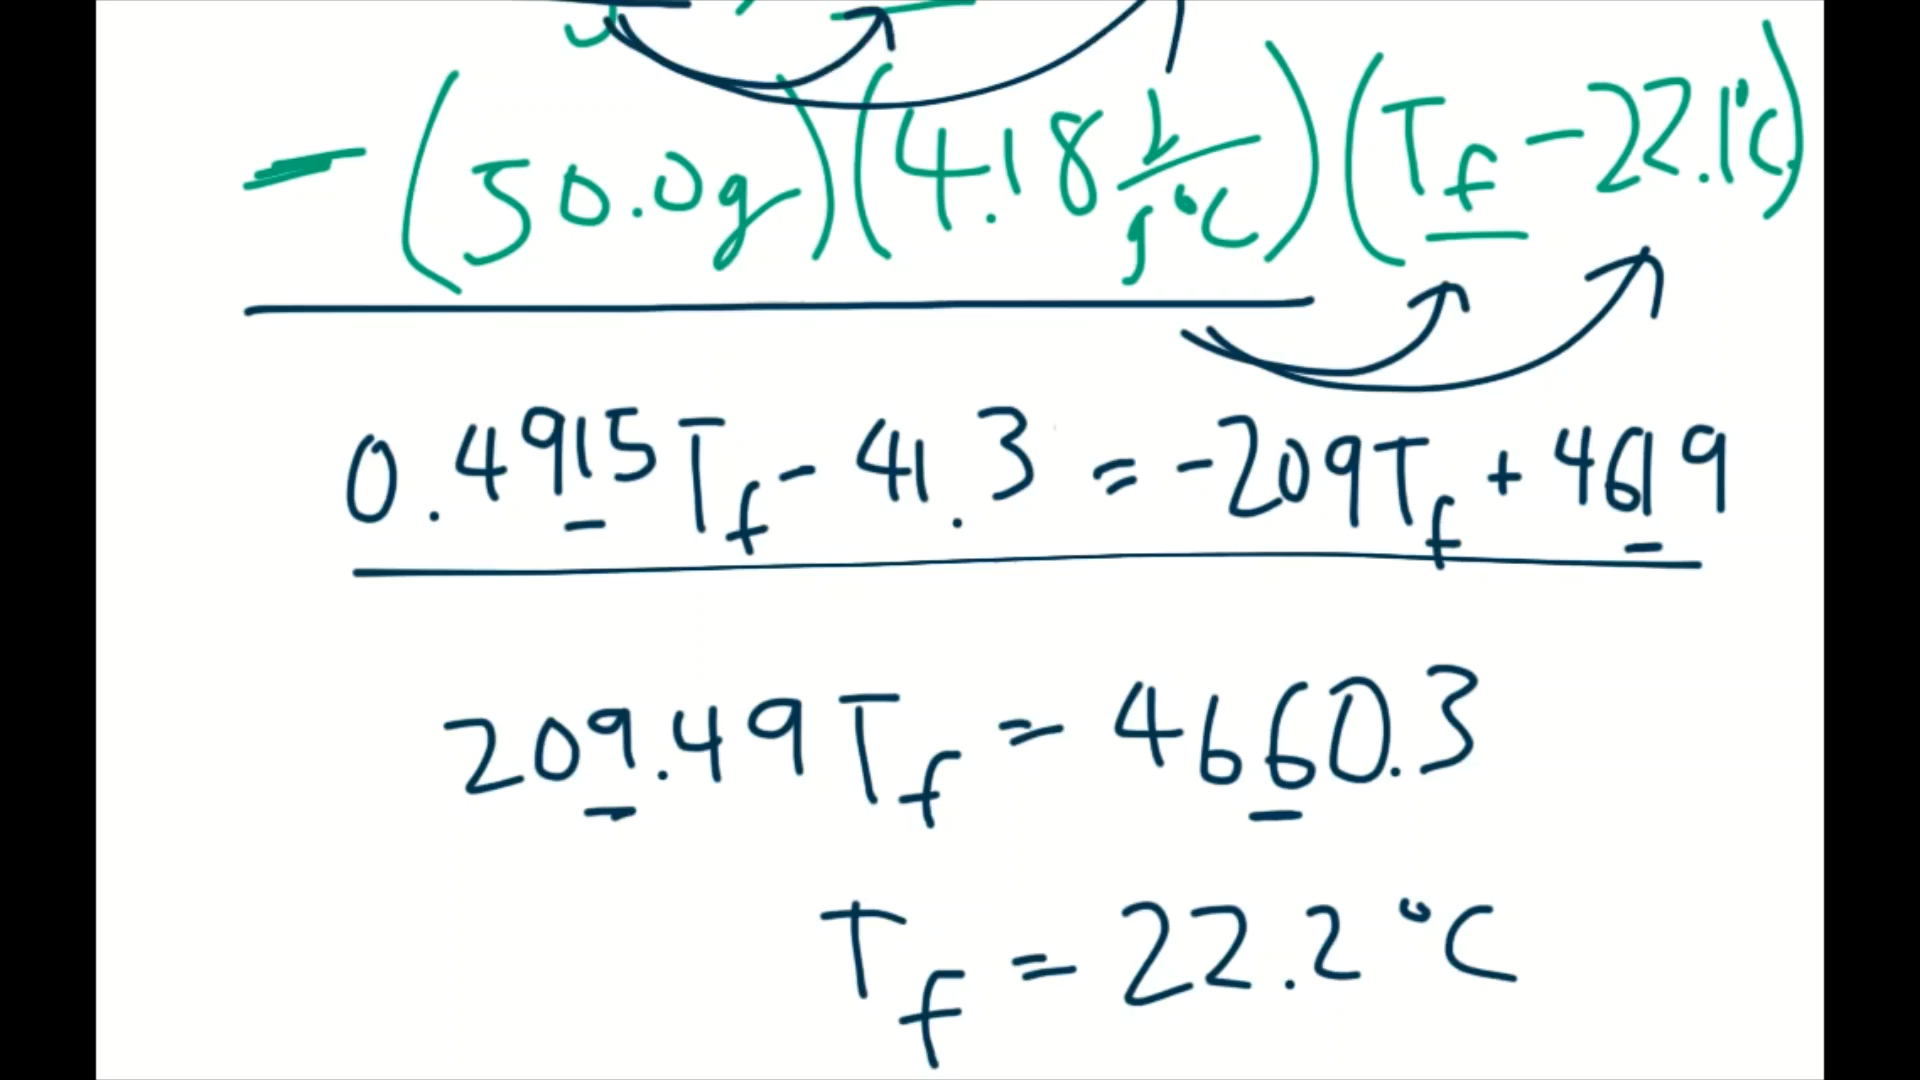 - (50.0g)(4.18 J/g°C)(Tf - 22.1°C)
0.4915Tf - 41.3 = -209Tf + 4619
209.49Tf = 4660.3
Tf = 22.2 °C